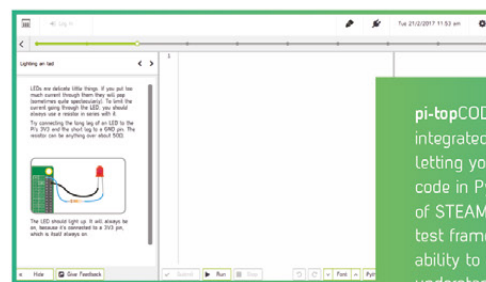 Log In
Tue 21/2/2017 11:53 am
Lighting an led
1
LEDs are delicate little things. If you put too
much current through them they will pop
(sometimes quite spectacularly). To limit the
current going through the LED, you should
always use a resistor in series with it.
Try connecting the long leg of an LED to the
Pi's 3V3 and the short leg to a GND pin. The
resistor can be anything over about 50Ω.
The LED should light up. It will always be
on, because it's connected to a 3V3 pin,
which is itself always on.
Hide
Give Feedback
Submit
Run
Stop
Font
pi-topCOD
integrated
letting yo
code in P
of STEAM
test frame
ability to